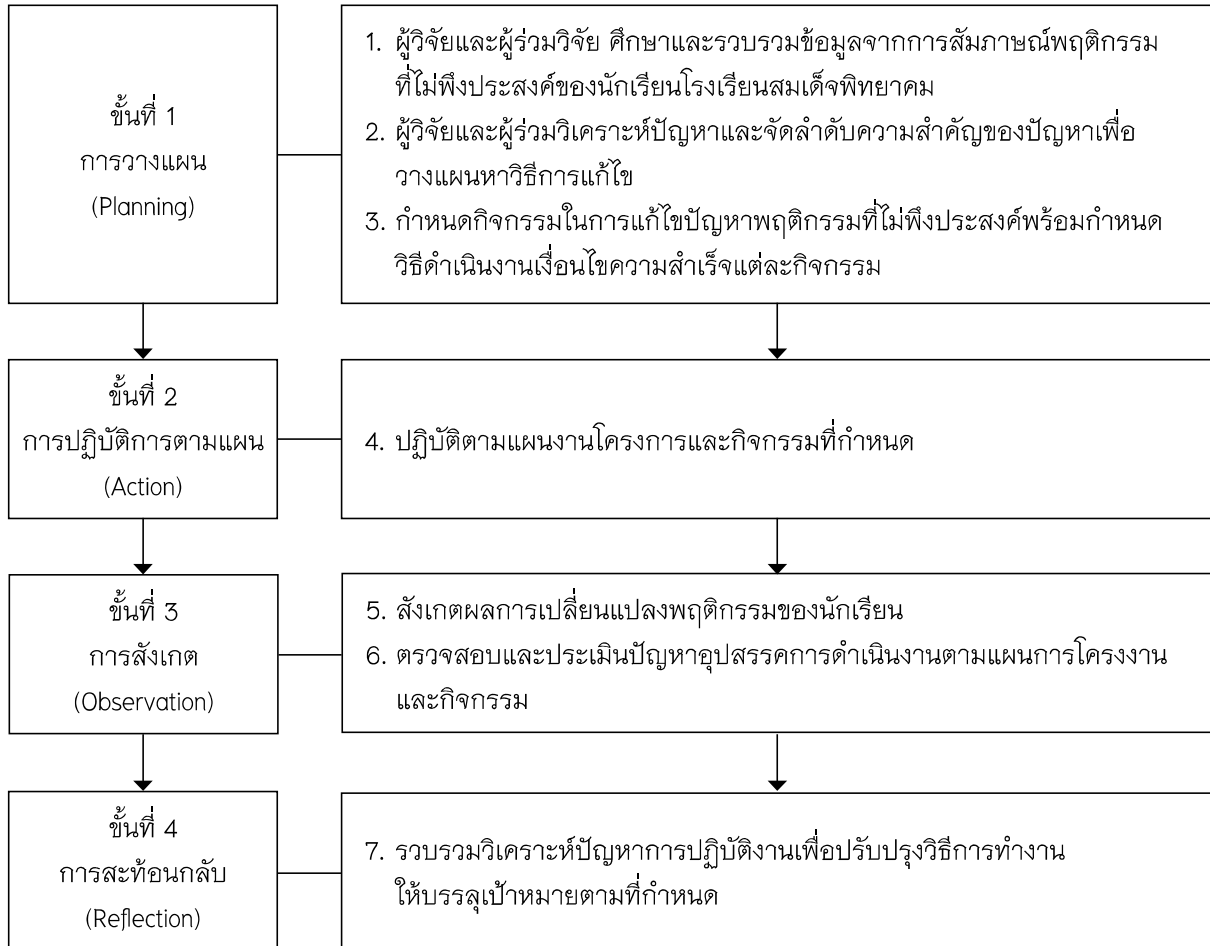 ขั้นที่ 1
การวางแผน
(Planning)
1. ผู้วิจัยและผู้ร่วมวิจัย ศึกษาและรวบรวมข้อมูลจากการสัมภาษณ์พฤติกรรม
ที่ไม่พึงประสงค์ของนักเรียนโรงเรียนสมเด็จพิทยาคม
2. ผู้วิจัยและผู้ร่วมวิเคราะห์ปัญหาและจัดลำดับความสำคัญของปัญหาเพื่อ
วางแผนหาวิธีการแก้ไข
3. กำหนดกิจกรรมในการแก้ไขปัญหาพฤติกรรมที่ไม่พึงประสงค์พร้อมกำหนด
วิธีดำเนินงานเงื่อนไขความสำเร็จแต่ละกิจกรรม
ขั้นที่ 2
การปฏิบัติการตามแผน
(Action)
4. ปฏิบัติตามแผนงานโครงการและกิจกรรมที่กำหนด
ขั้นที่ 3
การสังเกต
(Observation)
5. สังเกตผลการเปลี่ยนแปลงพฤติกรรมของนักเรียน
6. ตรวจสอบและประเมินปัญหาอุปสรรคการดำเนินงานตามแผนการโครงงาน
และกิจกรรม
ขั้นที่ 4
การสะท้อนกลับ
(Reflection)
7. รวบรวมวิเคราะห์ปัญหาการปฏิบัติงานเพื่อปรับปรุงวิธีการทำงาน
ให้บรรลุเป้าหมายตามที่กำหนด